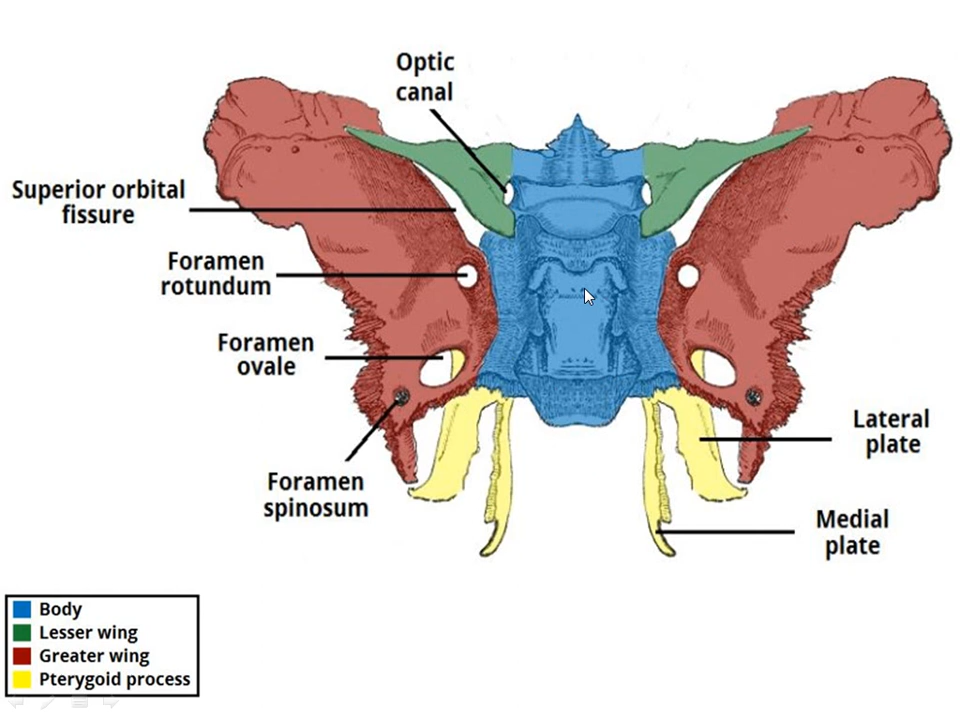 Optic
canal
Superior orbital
fissure
Foramen
rotundum
Foramen
ovale
Foramen
spinosum
Lateral
plate
Medial
plate
Body
Lesser wing
Greater wing
Pterygoid process